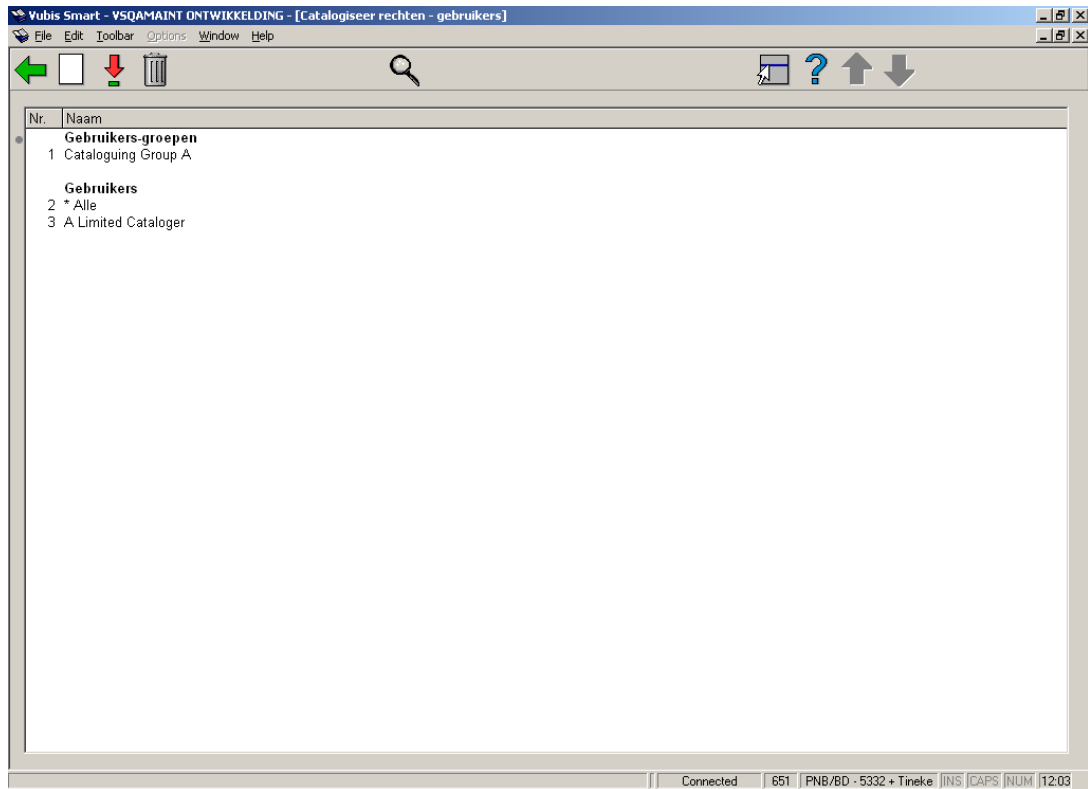 Vubis Smart - VSQAMAINT ONTWIKKELDING - [Catalogiseer rechten - gebruikers]
File Edit Toolbar Options Window Help
?
Nr. Naam
Gebruikers-groepen
1 Cataloguing Group A
Gebruikers
2 * Alle
3 A Limited Cataloger
Connected 651 PNB/BD - 5332 + Tineke INS CAPS NUM 12:03